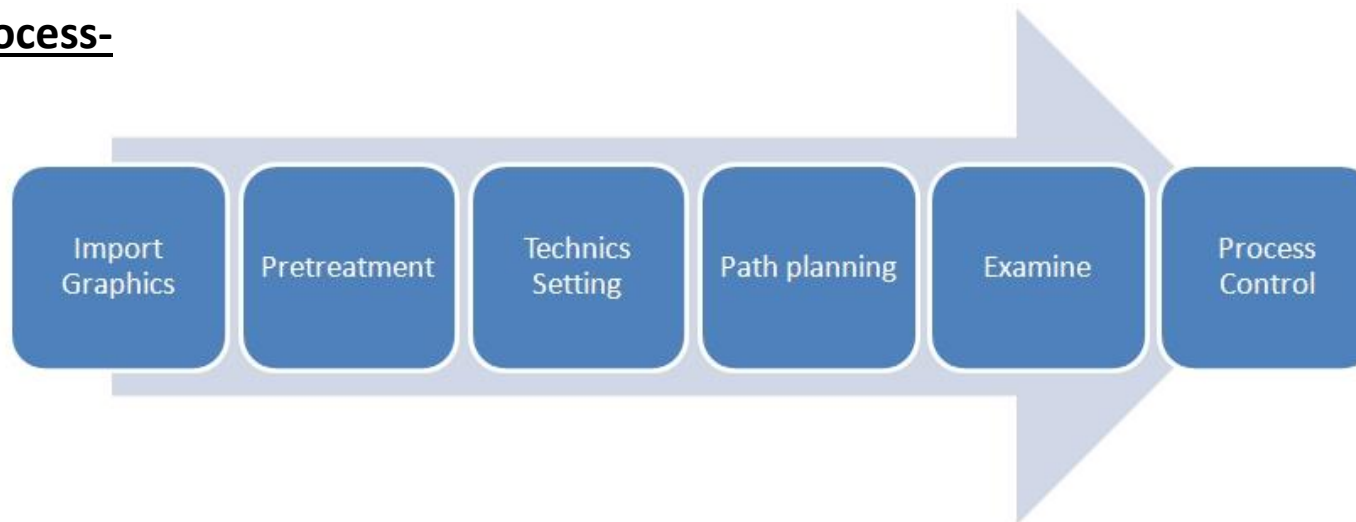 ocess-
Import
Graphics
Pretreatment
Technics
Setting
Path planning
Examine
Process
Control